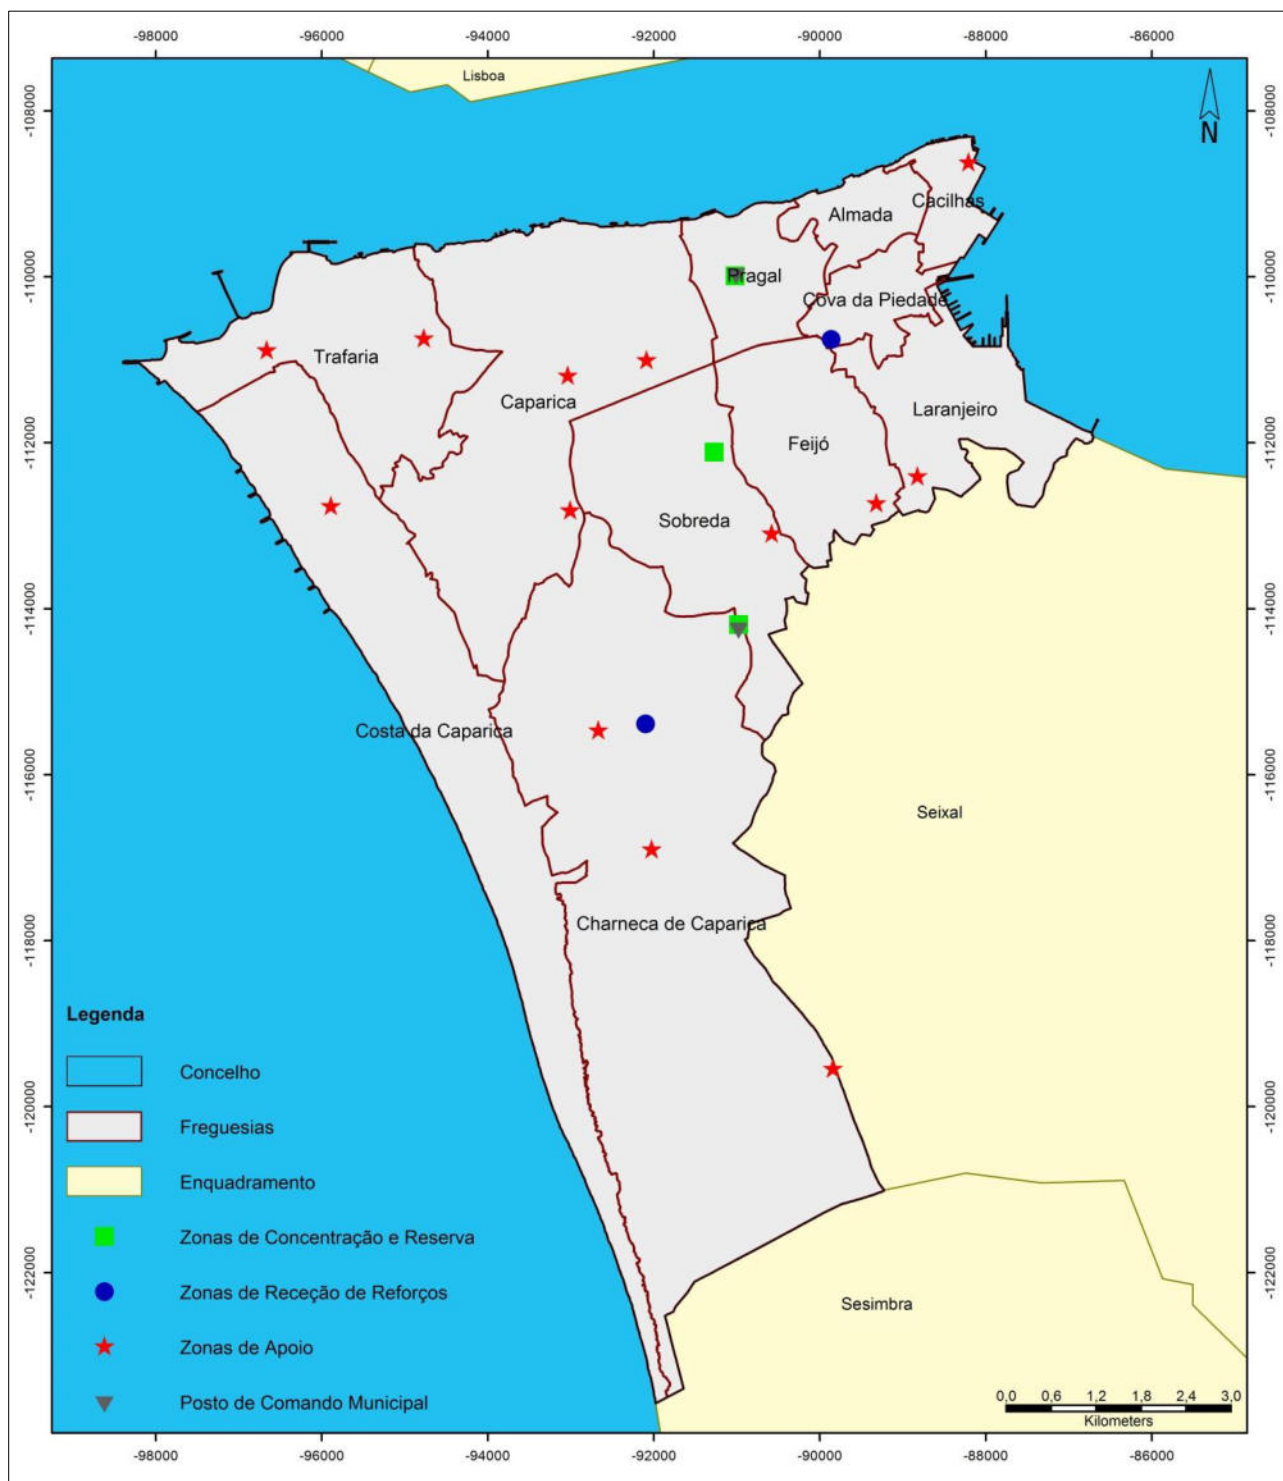 -98000 -96000 -94000 -92000 -90000 -88000 -86000
Lisboa
N
-108000 -108000
Cacilhas
Almada
-110000 Pragal -110000
Cova da Piedade
Trafaria
Caparica
Laranjeiro
-112000 Feijó -112000
Sobreda
-114000 -114000
Costa da Caparica
-116000 -116000
Seixal
Charneca de Caparica
-118000 -118000
Legenda
Concelho
-120000 -120000
Freguesias
Enquadramento
Zonas de Concentração e Reserva
-122000 -122000
Zonas de Receção de Reforços
Sesimbra
Zonas de Apoio
Posto de Comando Municipal
0,0 0,6 1,2 1,8 2,4 3,0
Kilometers
-98000 -96000 -94000 -92000 -90000 -88000 -86000